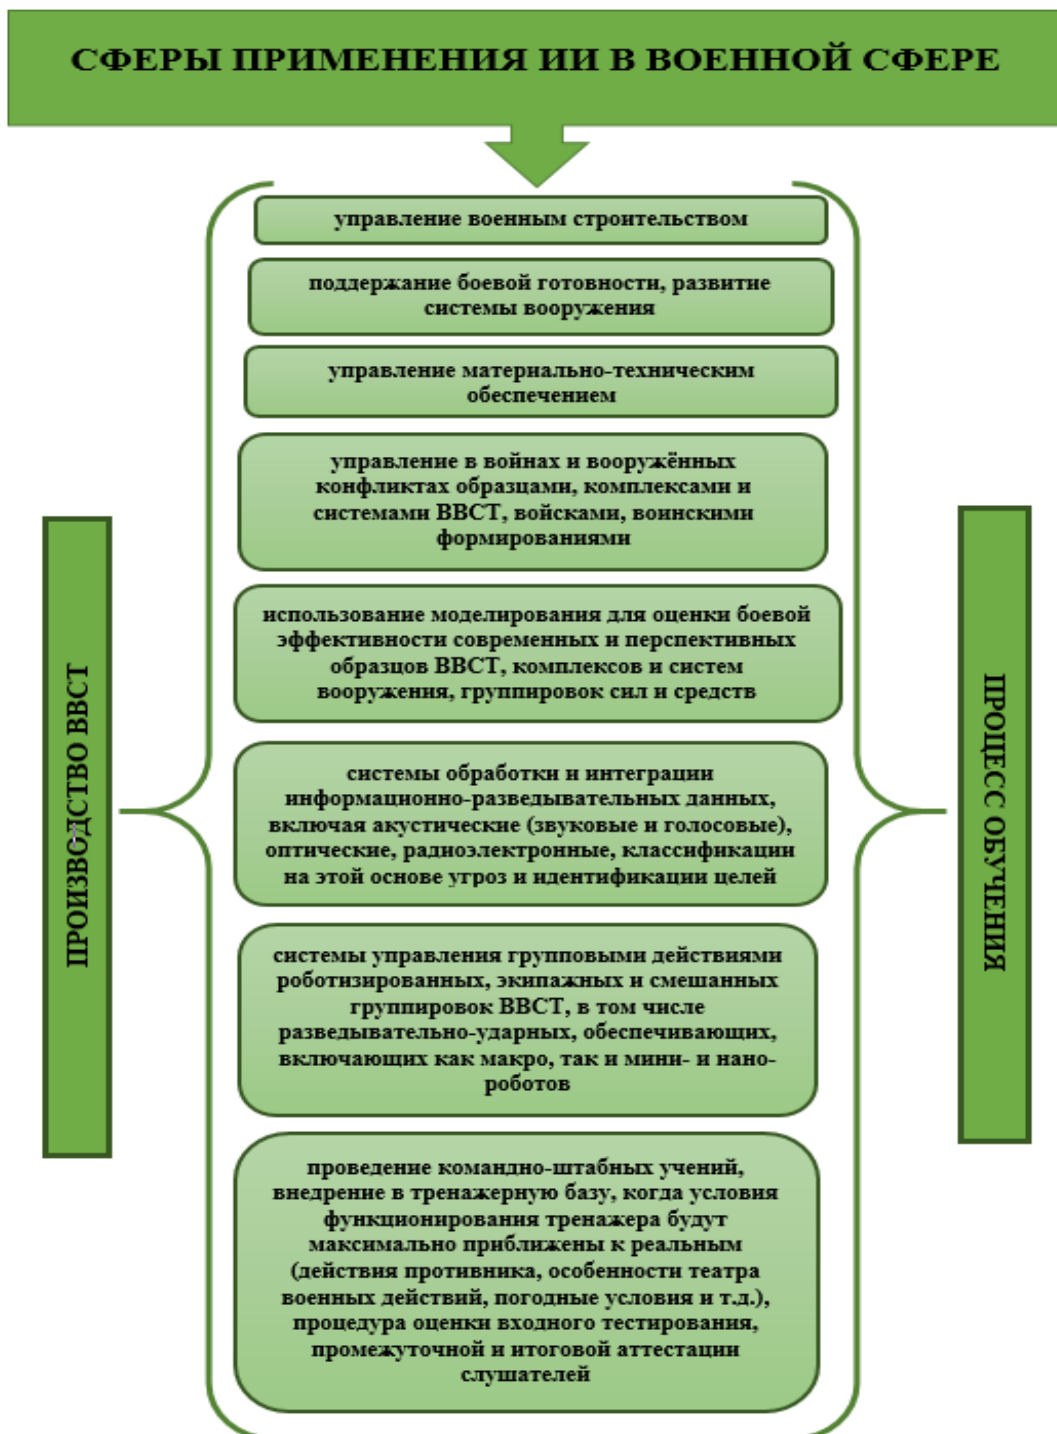 СФЕРЫ ПРИМЕНЕНИЯ ИИ В ВОЕННОЙ СФЕРЕ
управление военным строительством
поддержание боевой готовности, развитие
системы вооружения
управление материально-техническим
обеспечением
управление в войнах и вооружённых
конфликтах образцами, комплексами и
системами ВВСТ, войсками, воинскими
формированиями
использование моделирования для оценки боевой
эффективности современных и перспективных
образцов ВВСТ, комплексов и систем
вооружения, группировок сил и средств
системы обработки и интеграции
информационно-разведывательных данных,
включая акустические (звуковые и голосовые),
оптические, радиоэлектронные, классификации
на этой основе угроз и идентификации целей
системы управления групповыми действиями
роботизированных, экипажных и смешанных
группировок ВВСТ, в том числе
разведывательно-ударных, обеспечивающих,
включающих как макро, так и мини- и нано-
роботов
проведение командно-штабных учений,
внедрение в тренажерную базу, когда условия
функционирования тренажера будут
максимально приближены к реальным
(действия противника, особенности театра
военных действий, погодные условия и т.д.),
процедура оценки входного тестирования,
промежуточной и итоговой аттестации
слушателей
ПРОИЗВОДСТВО ВВСТ
ПРОЦЕСС ОБУЧЕНИЯ